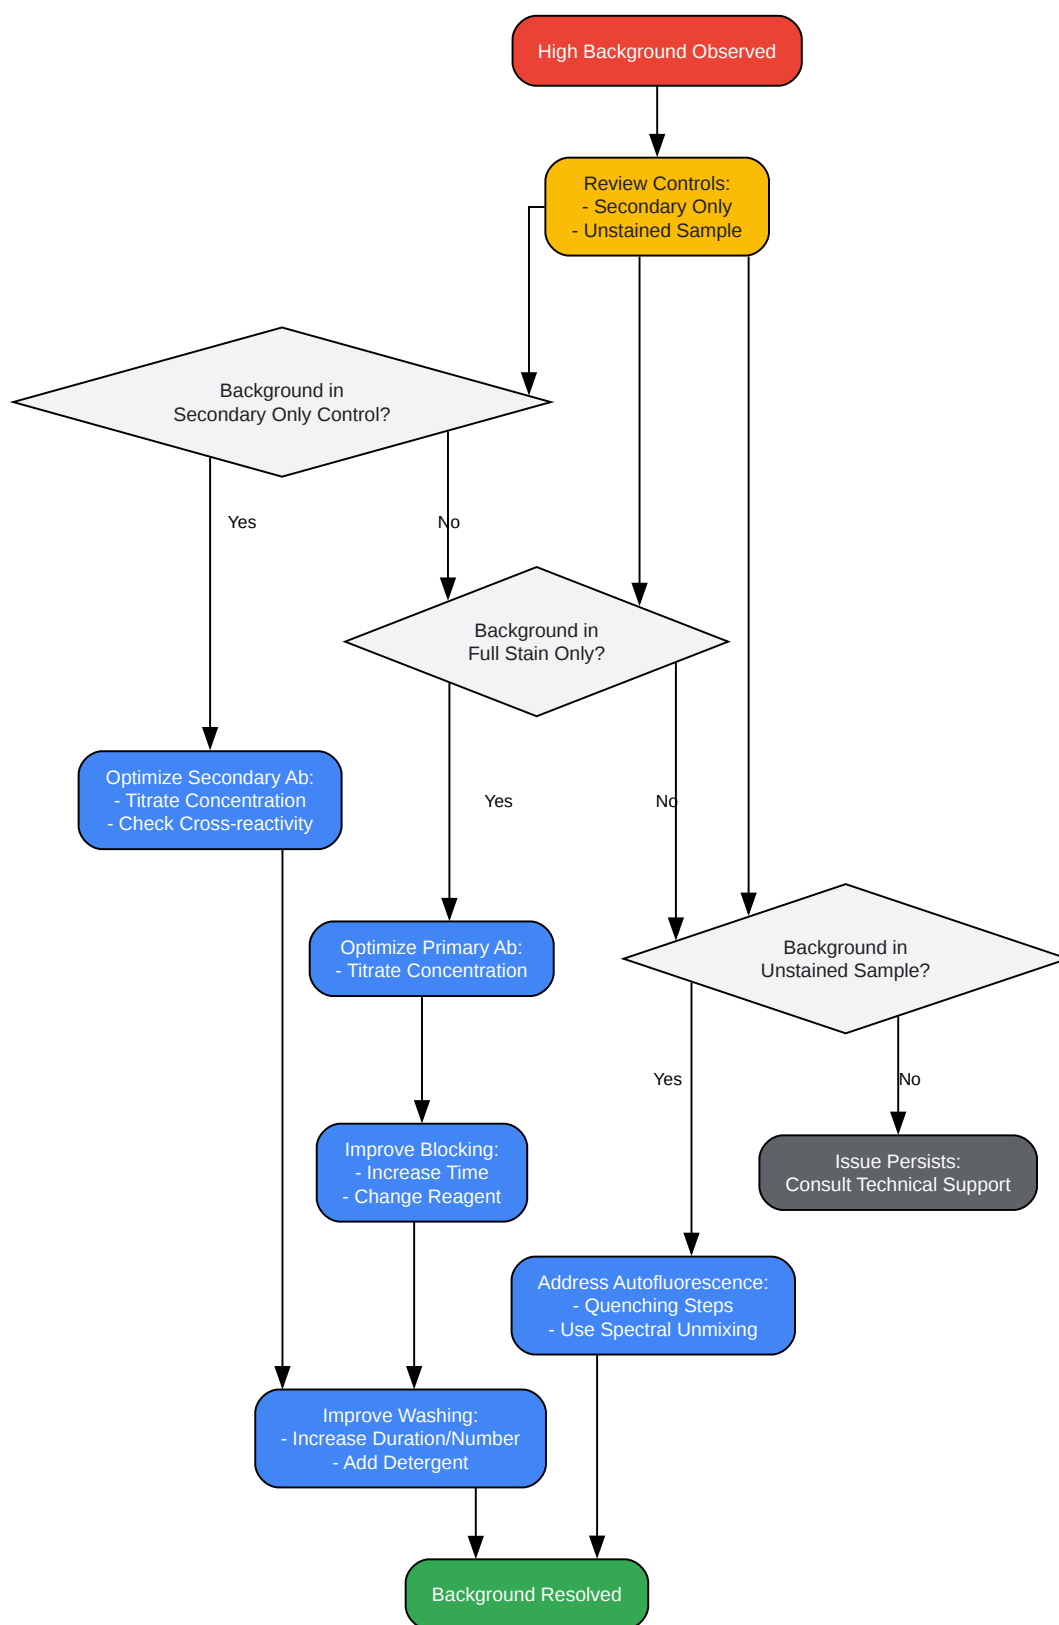 High Background Observed
Review Controls:
- Secondary Only
- Unstained Sample
Background in
Secondary Only Control?
Yes
No
Background in
Full Stain Only?
Optimize Secondary Ab:
- Titrate Concentration
- Check Cross-reactivity
Yes
No
Optimize Primary Ab:
- Titrate Concentration
Background in
Unstained Sample?
Yes
No
Improve Blocking:
- Increase Time
- Change Reagent
Issue Persists:
Consult Technical Support
Address Autofluorescence:
- Quenching Steps
- Use Spectral Unmixing
Improve Washing:
- Increase Duration/Number
- Add Detergent
Background Resolved